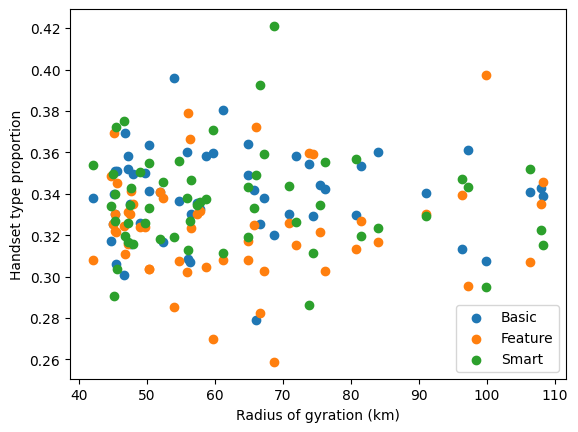 0.42
0.40
0.38
0.36
0.34
0.32
0.30
0.28
0.26
Handset type proportion
40 50 60 70 80 90 100 110
Radius of gyration (km)
Basic
Feature
Smart